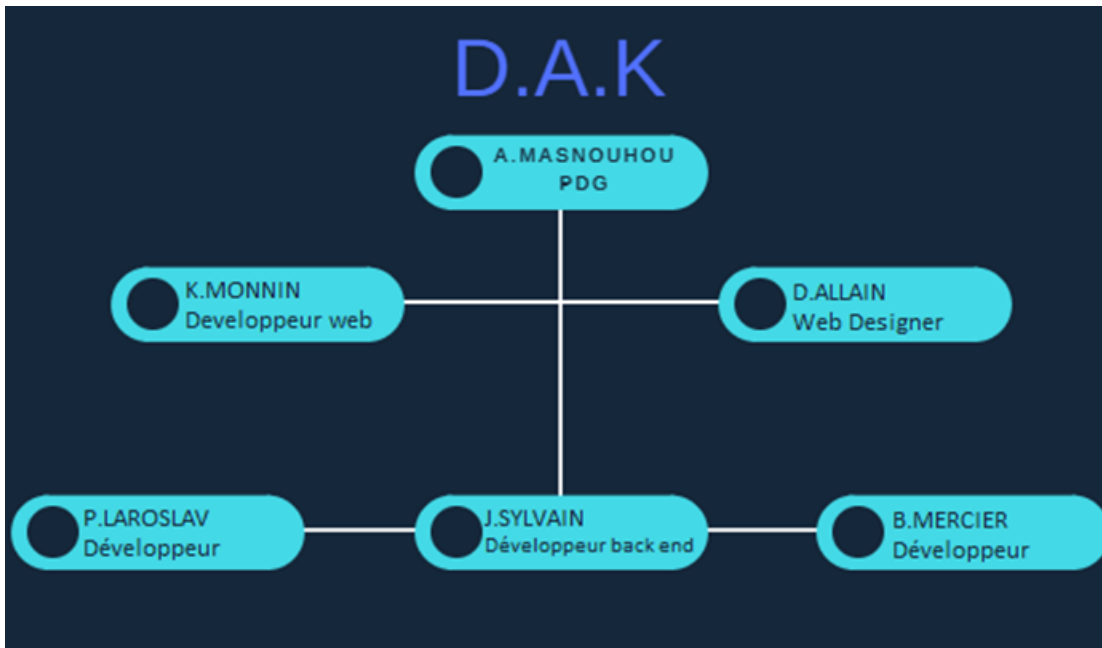 D.A.K
A.MASNOUHOU
PDG
K.MONNIN
Developpeur web
D.ALLAIN
Web Designer
P.LAROSLAV
Développeur
J.SYLVAIN
Développeur back end
B.MERCIER
Développeur